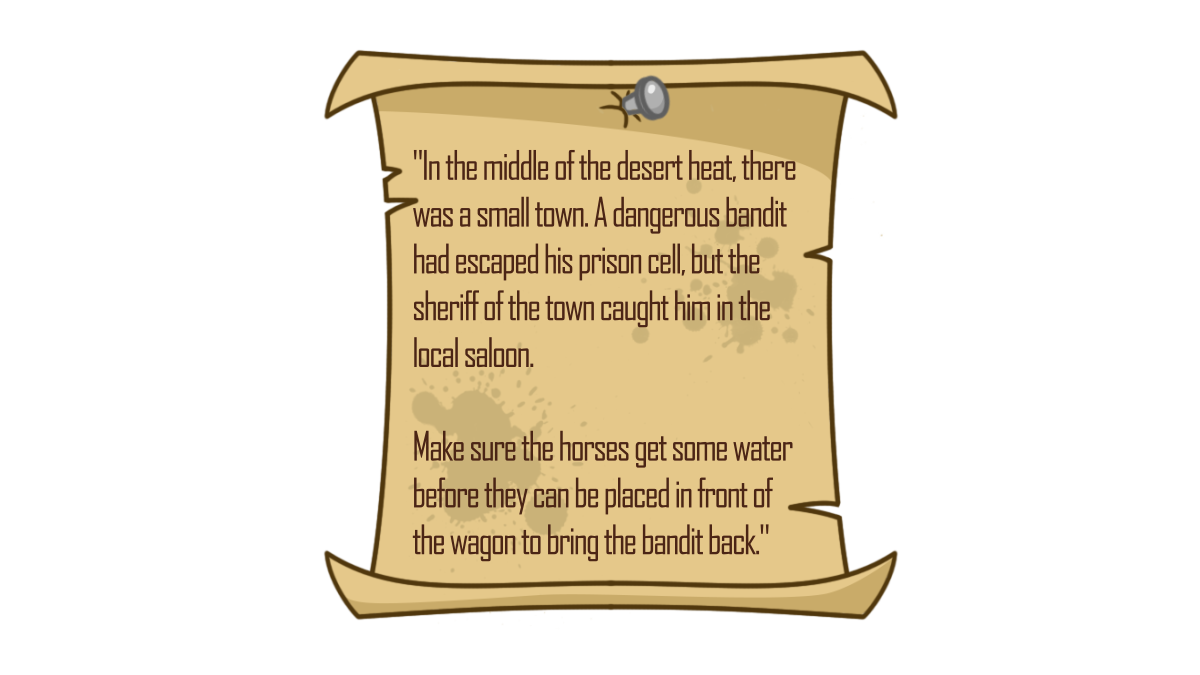 "In the middle of the desert heat, there
was a small town. A dangerous bandit
had escaped his prison cell, but the
sheriff of the town caught him in the
local saloon.
Make sure the horses get some water
before they can be placed in front of
the wagon to bring the bandit back."